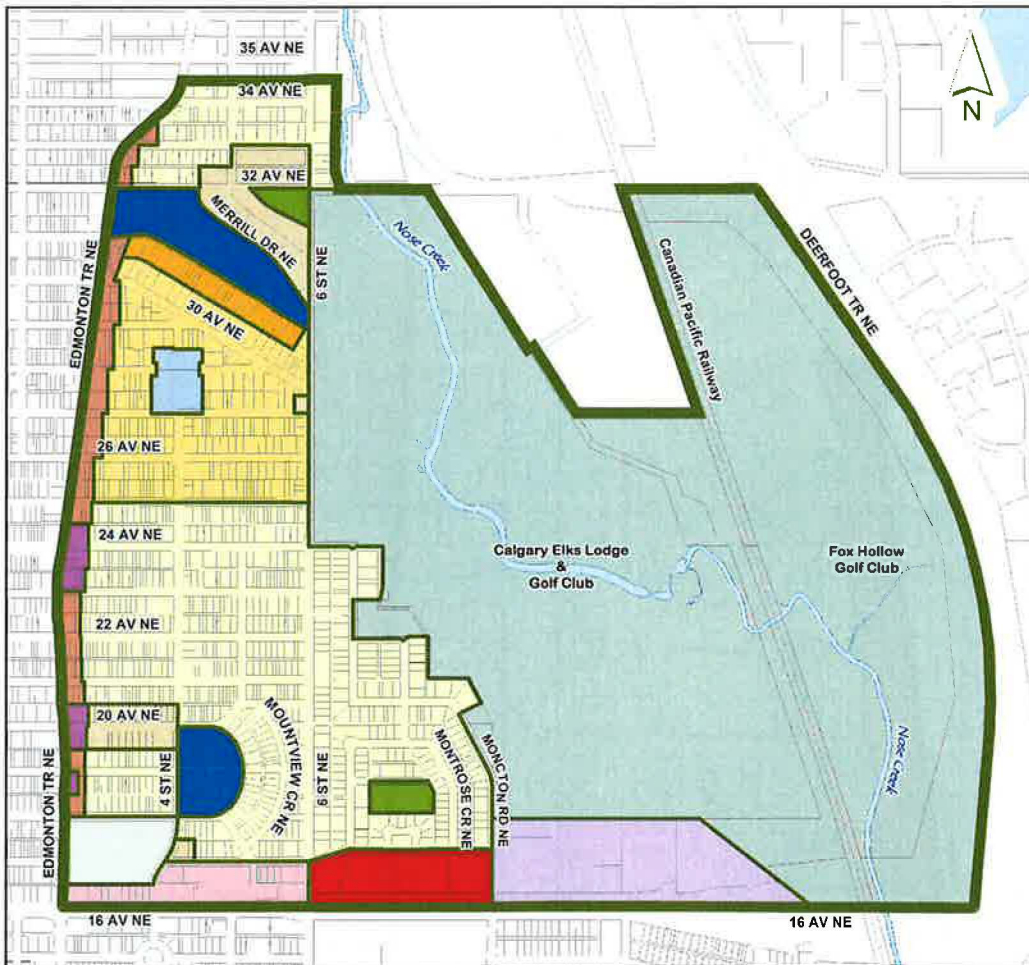 35 AV NE
34 AV NE
N
32 AV NE
MERRILL DR NE
Nose Creek
6 ST NE
EDMONTON TR NE
30 AV NE
Canadian Pacific Railway
DEERFOOT TR NE
26 AV NE
24 AV NE
Calgary Elks Lodge
&
Golf Club
Fox Hollow
Golf Club
22 AV NE
20 AV NE
MOUNTVIEW CR NE
4 ST NE
6 ST NE
MONTROSE CR NE
MONCTON RD NE
Nose Creek
EDMONTON TR NE
16 AV NE
16 AV NE